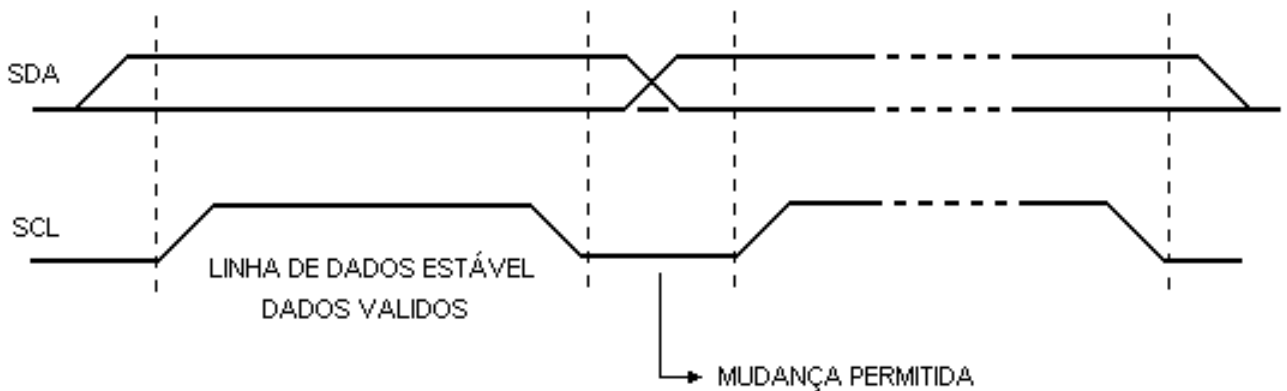 SDA
SCL
LINHA DE DADOS ESTÁVEL
DADOS VALIDOS
MUDANÇA PERMITIDA